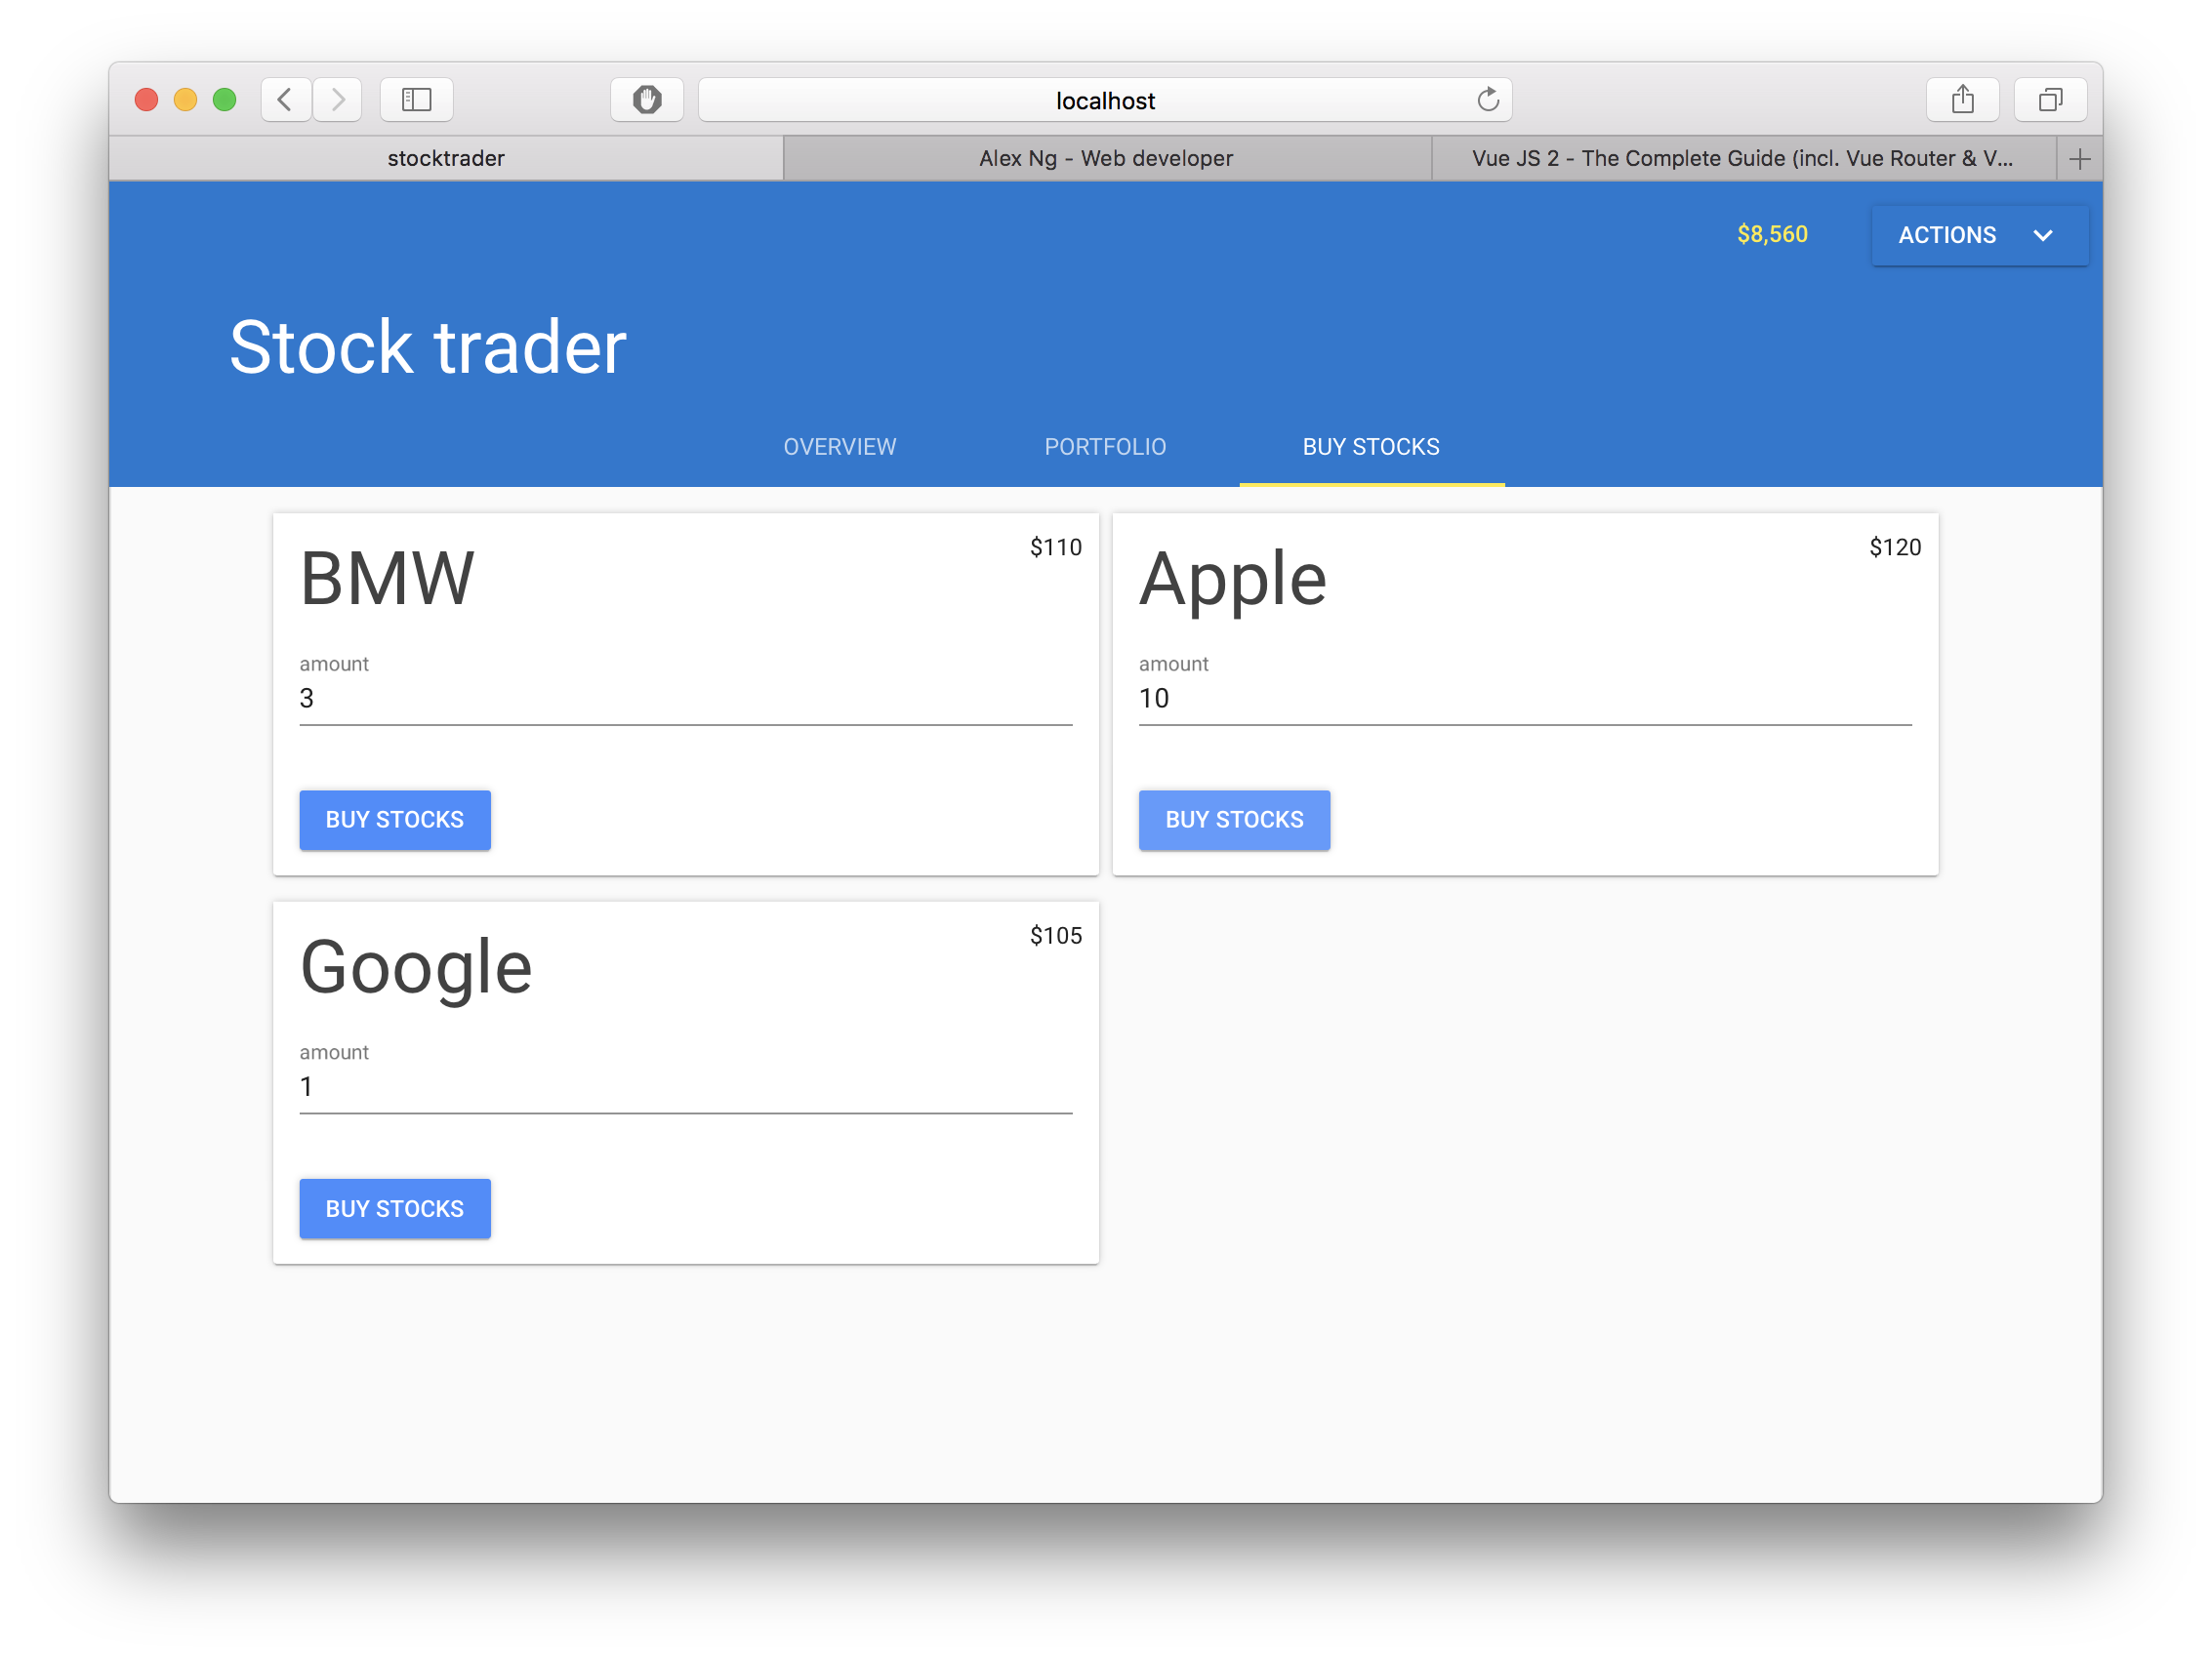 localhost
stocktrader
Alex Ng - Web developer
Vue JS 2 - The Complete Guide (incl. Vue Router & V...
$8,560
ACTIONS
Stock trader
OVERVIEW
PORTFOLIO
BUY STOCKS
BMW
$110
amount
3
BUY STOCKS
Apple
$120
amount
10
BUY STOCKS
Google
$105
amount
1
BUY STOCKS